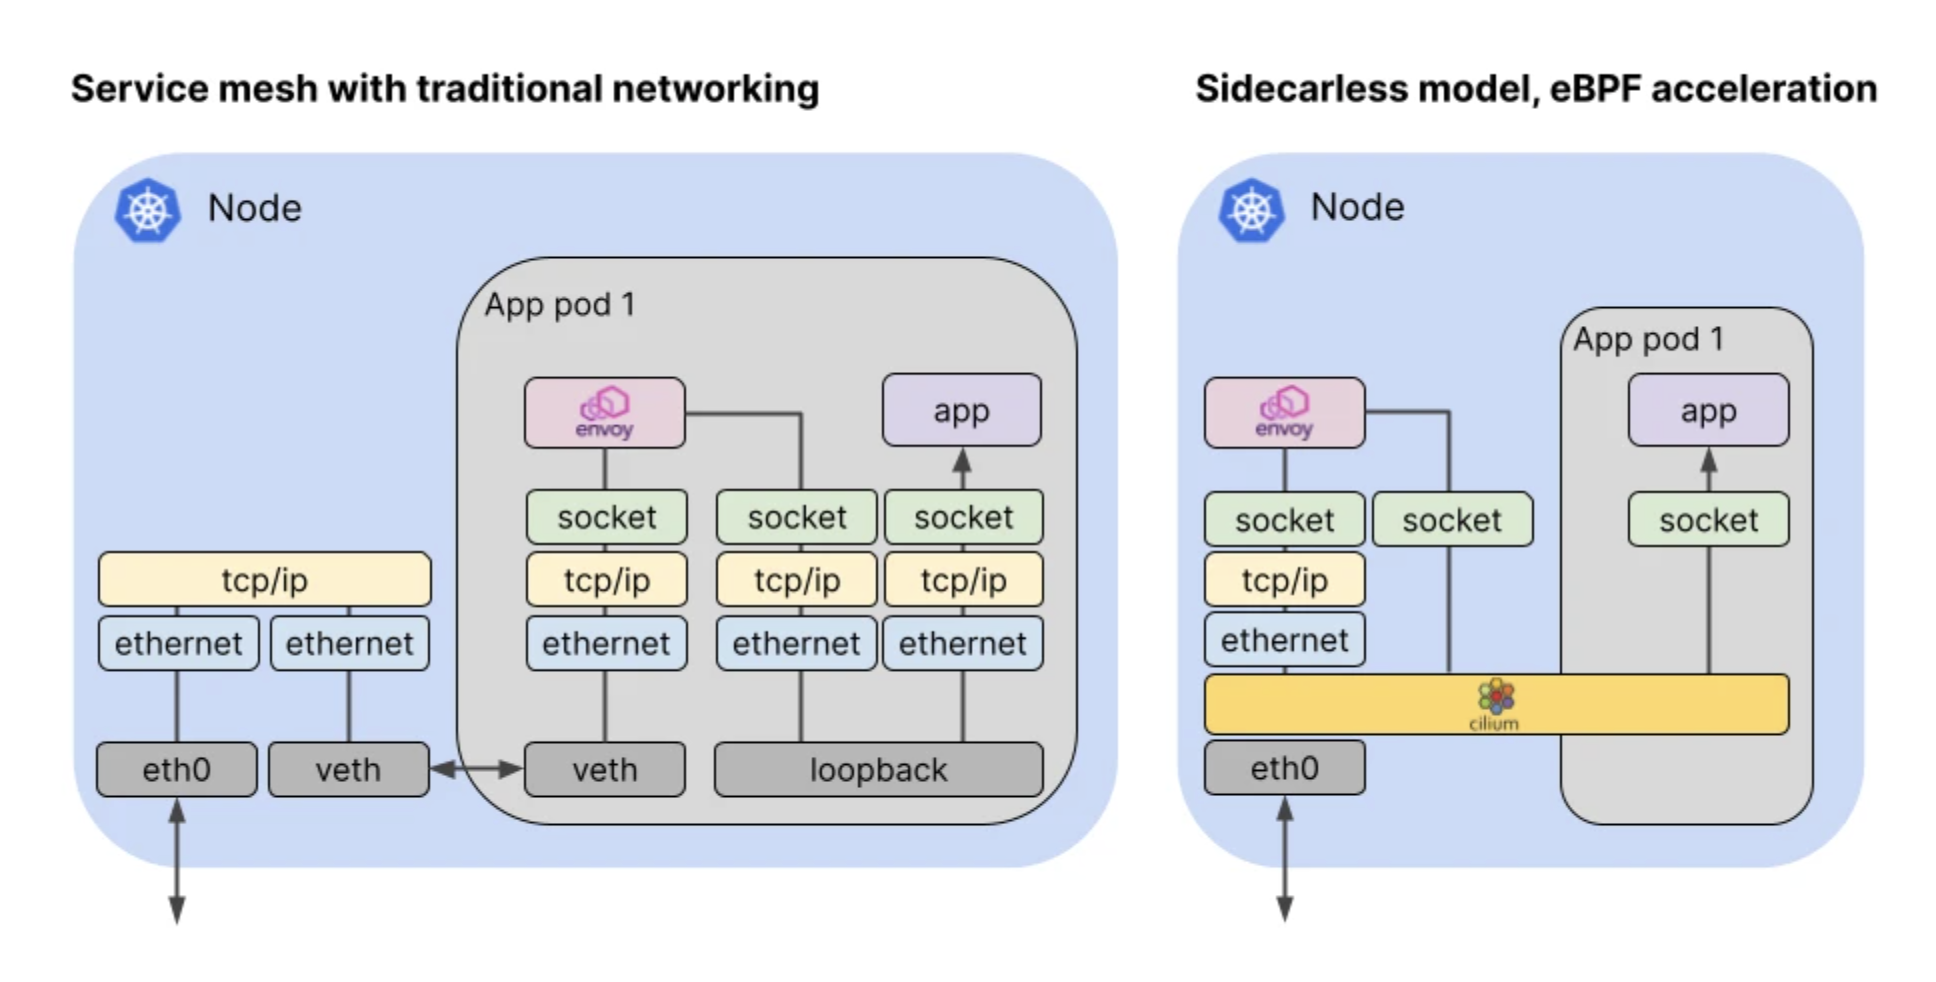 Service mesh with traditional networking
Node
App pod 1
envoy
app
socket
socket
socket
tcp/ip
tcp/ip
tcp/ip
tcp/ip
ethernet
ethernet
ethernet
ethernet
ethernet
eth0
veth
veth
loopback
Sidecarless model, eBPF acceleration
Node
App pod 1
envoy
app
socket
socket
socket
tcp/ip
ethernet
cilium
eth0